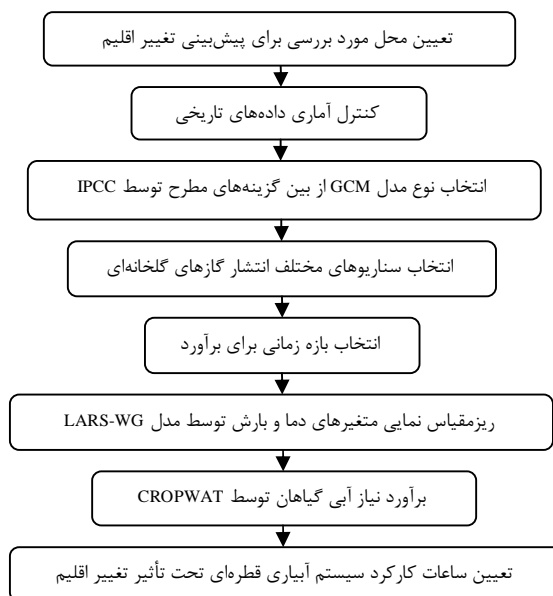 تعیین محل مورد بررسی برای پیش‌بینی تغییر اقلیم
کنترل آماری داده‌های تاریخی
انتخاب نوع مدل GCM از بین گزینه‌های مطرح توسط IPCC
انتخاب سناریوهای مختلف انتشار گازهای گلخانه‌ای
انتخاب بازه زمانی برای برآورد
ریزمقیاس نمایی متغیرهای دما و بارش توسط مدل LARS-WG
برآورد نیاز آبی گیاهان توسط CROPWAT
تعیین ساعات کارکرد سیستم آبیاری قطره‌ای تحت تأثیر تغییر اقلیم